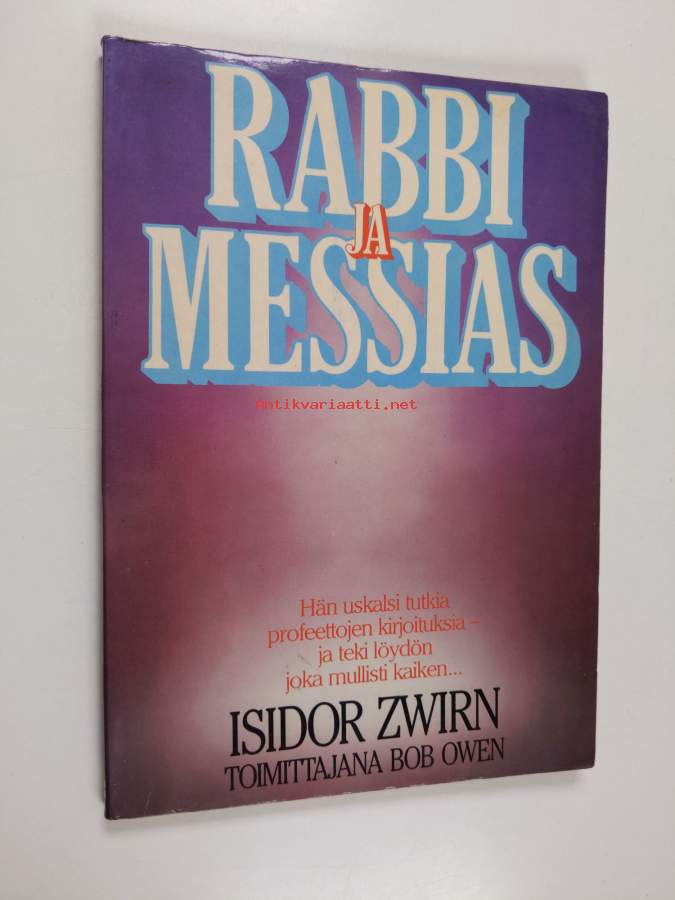 RABBI
JA
MESSIAS
Antikvariaatti.net
Hän uskalsi tutkia
profeettojen kirjoituksia –
ja teki löydön
joka mullisti kaiken...
ISIDOR ZWIRN
TOIMITTAJANA BOB OWEN